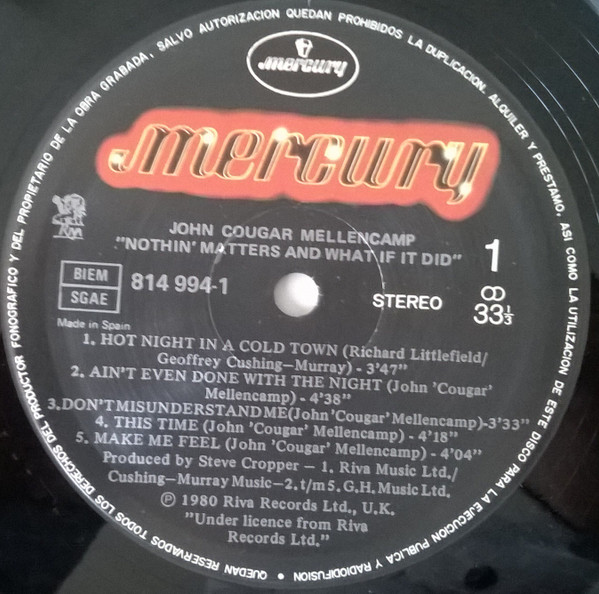 QUEDAN RESERVADOS TODOS LOS DERECHOS DEL PRODUCTOR FONOGRAFICO Y DEL PROPIETARIO DE LA OBRA GRABADA, SALVO AUTORIZACION QUEDAN PROHIBIDOS LA DUPLICACION, ALQUILER Y PRESTAMO, ASI COMO LA UTILIZACION DE ESTE DISCO PARA LA EJECUCION PUBLICA Y RADIODIFUSION •
mercury
mercury
Riva
JOHN COUGAR MELLENCAMP
"NOTHIN' MATTERS AND WHAT IF IT DID"
1
BIEM
SGAE
814 994-1
STEREO
33⅓
Made in Spain
1. HOT NIGHT IN A COLD TOWN (Richard Littlefield/
Geoffrey Cushing-Murray) - 3'47"
2. AIN'T EVEN DONE WITH THE NIGHT (John 'Cougar'
Mellencamp) - 4'38"
3.DON'T MISUNDERSTAND ME(John 'Cougar' Mellencamp)-3'33"
4. THIS TIME (John 'Cougar' Mellencamp) - 4'18"
5. MAKE ME FEEL (John 'Cougar' Mellencamp) - 4'04"
Produced by Steve Cropper - 1. Riva Music Ltd./
Cushing-Murray Music-2. t/m 5. G.H. Music Ltd.
℗ 1980 Riva Records Ltd., U.K.
"Under licence from Riva
Records Ltd."